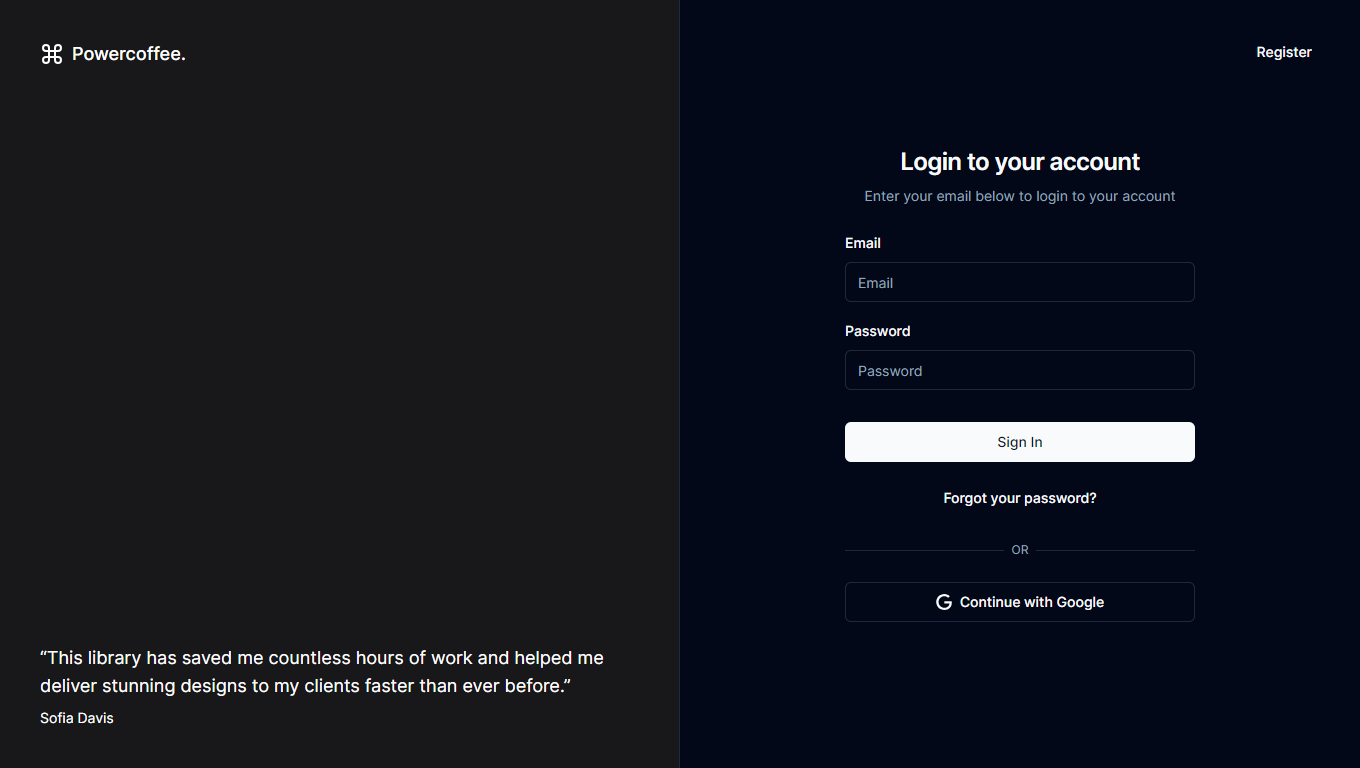 Powercoffee.
“This library has saved me countless hours of work and helped me
deliver stunning designs to my clients faster than ever before.”
Sofia Davis
Register
Login to your account
Enter your email below to login to your account
Email
Email
Password
Password
Sign In
Forgot your password?
OR
Continue with Google